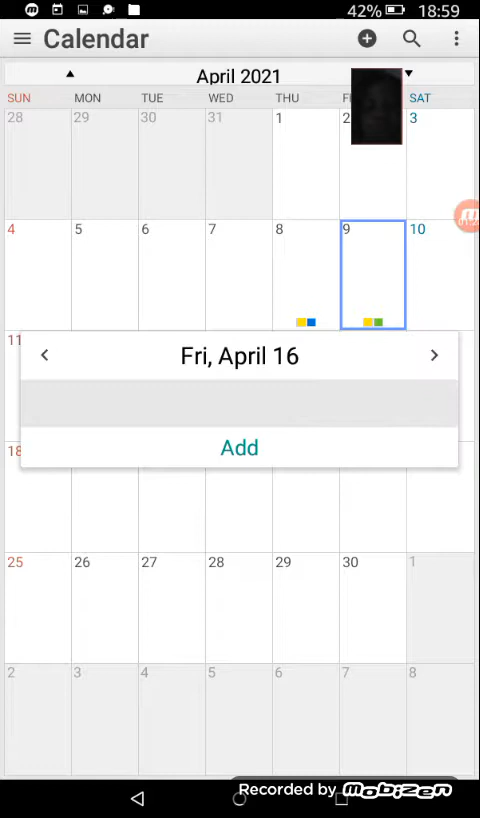 42% 18:59
Calendar
April 2021
SUN MON TUE WED THU SAT
28 29 30 31 1 2 3
4 5 6 7 8 9 10
11
Fri, April 16
Add
18
25 26 27 28 29 30 1
2 3 4 5 6 7 8
Recorded by mobizen